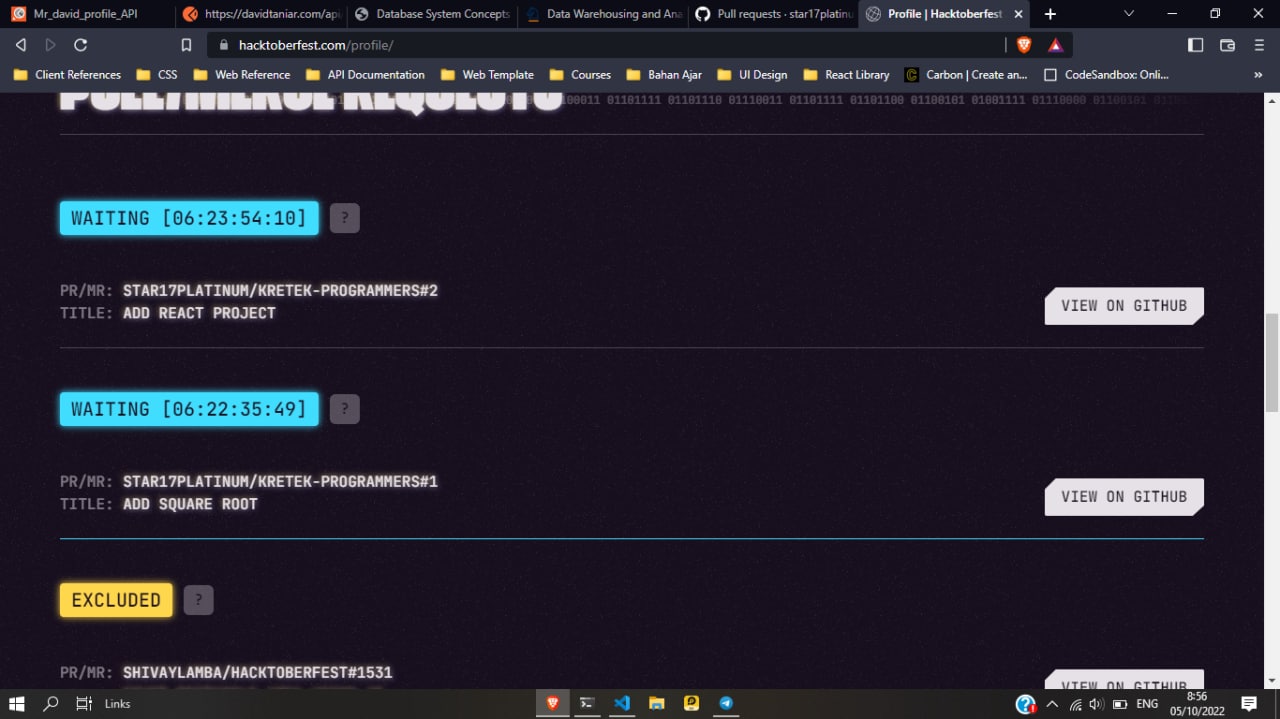 Mr_david_profile_API
https://davidtaniar.com/api
Database System Concepts
Data Warehousing and Ana
Pull requests · star17platinu
Profile | Hacktoberfest
hacktoberfest.com/profile/
Client References
CSS
Web Reference
API Documentation
Web Template
Courses
Bahan Ajar
UI Design
React Library
Carbon | Create an...
CodeSandbox: Onli...
»
PULL/MERGE REQUESTS
100011 01101111 01101110 01110011 01101111 01101100 01100101 01001111 01110000 01100101
WAITING [06:23:54:10]
?
PR/MR: STAR17PLATINUM/KRETEK-PROGRAMMERS#2
TITLE: ADD REACT PROJECT
VIEW ON GITHUB
WAITING [06:22:35:49]
?
PR/MR: STAR17PLATINUM/KRETEK-PROGRAMMERS#1
TITLE: ADD SQUARE ROOT
VIEW ON GITHUB
EXCLUDED
?
PR/MR: SHIVAYLAMBA/HACKTOBERFEST#1531
VIEW ON GITHUB
Links
ENG
8:56
05/10/2022